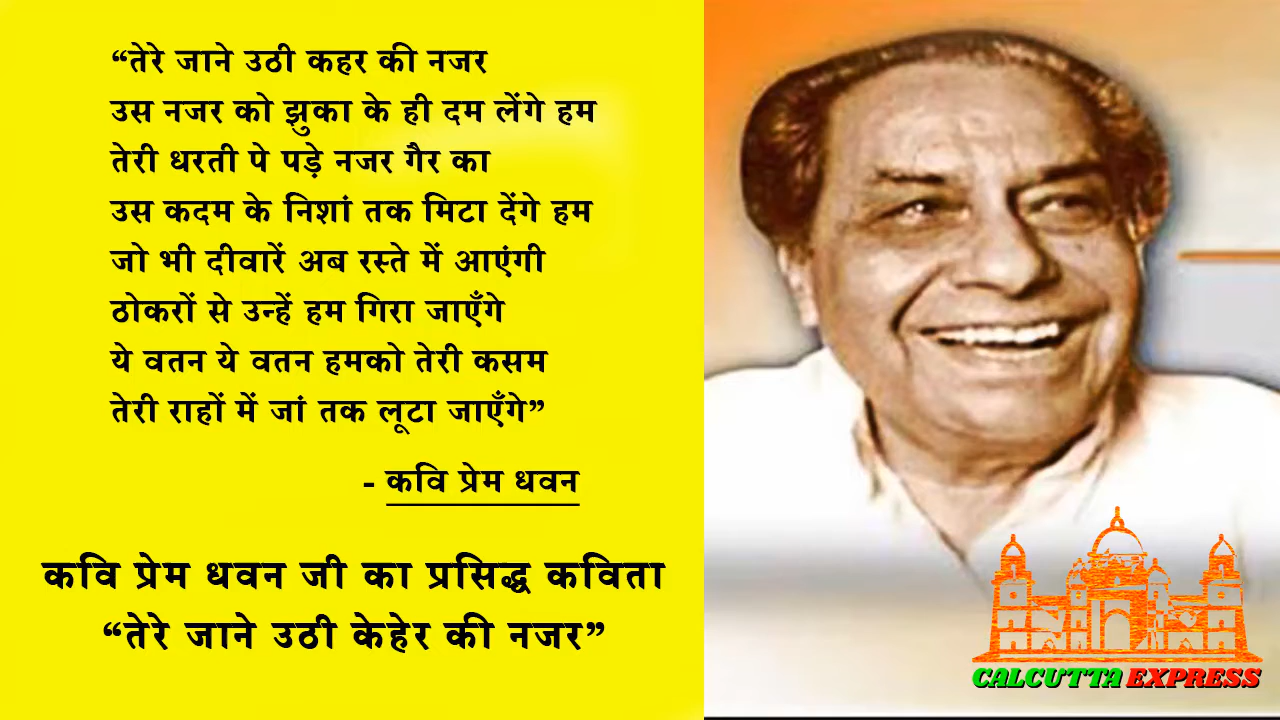 “तेरे जाने उठी कहर की नजर
उस नजर को झुका के ही दम लेंगे हम
तेरी धरती पे पड़े नजर गैर का
उस कदम के निशां तक मिटा देंगे हम
जो भी दीवारें अब रस्ते में आएंगी
ठोकरों से उन्हें हम गिरा जाएँगे
ये वतन ये वतन हमको तेरी कसम
तेरी राहों में जां तक लूटा जाएँगे”
- कवि प्रेम धवन
कवि प्रेम धवन जी का प्रसिद्ध कविता
“तेरे जाने उठी केहेर की नजर”
CALCUTTA EXPRESS